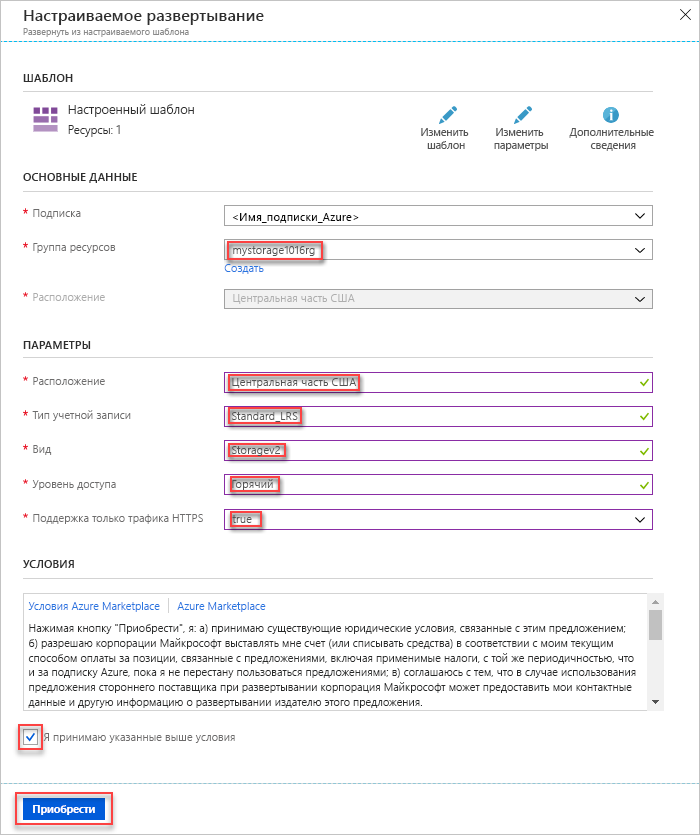 Настраиваемое развертывание
Развернуть из настраиваемого шаблона
ШАБЛОН
Настроенный шаблон
Ресурсы: 1
Изменить шаблон
Изменить параметры
Дополнительные сведения
ОСНОВНЫЕ ДАННЫЕ
* Подписка
<Имя_подписки_Azure>
* Группа ресурсов
mystorage1016rg
Создать
* Расположение
Центральная часть США
ПАРАМЕТРЫ
* Расположение
Центральная часть США
* Тип учетной записи
Standard_LRS
* Вид
Storagev2
* Уровень доступа
горячий
* Поддержка только трафика HTTPS
true
УСЛОВИЯ
Условия Azure Marketplace | Azure Marketplace
Нажимая кнопку "Приобрести", я: а) принимаю существующие юридические условия, связанные с этим предложением;
б) разрешаю корпорации Майкрософт выставлять мне счет (или списывать средства) в соответствии с моим текущим
способом оплаты за позиции, связанные с предложениями, включая применимые налоги, с той же периодичностью, что
и за подписку Azure, пока я не перестану пользоваться предложениями; в) соглашаюсь с тем, что в случае использования
предложения стороннего поставщика при развертывании корпорация Майкрософт может предоставить мои контактные
данные и другую информацию о развертывании издателю этого предложения.
Я принимаю указанные выше условия
Приобрести